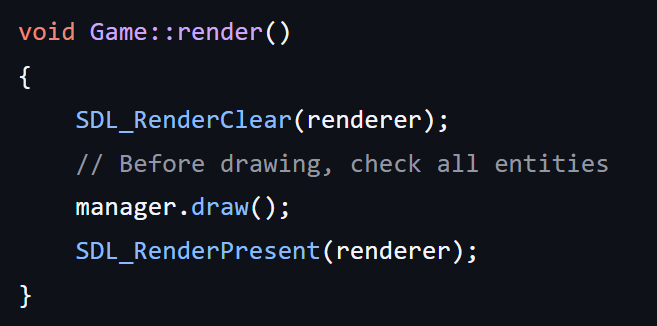 void Game::render()
{
    SDL_RenderClear(renderer);
    // Before drawing, check all entities
    manager.draw();
    SDL_RenderPresent(renderer);
}